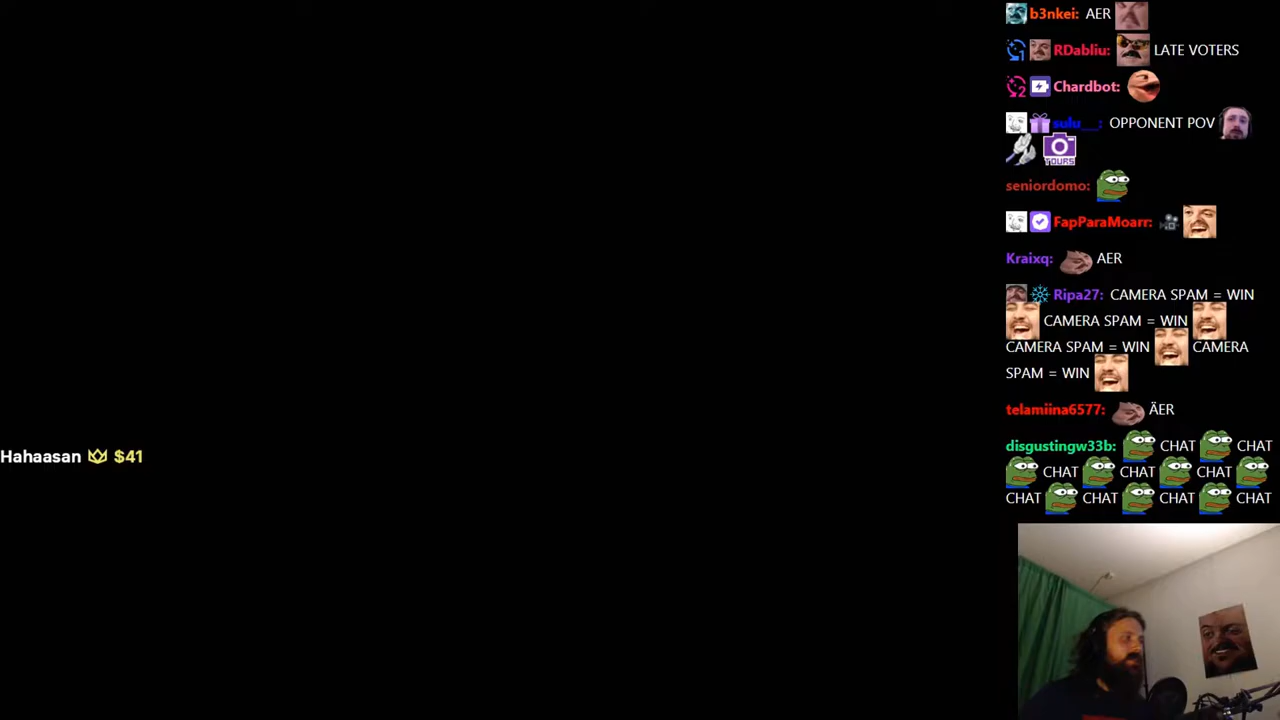 b3nkei: AER
RDabliu: LATE VOTERS
Chardbot:
sulu__: OPPONENT POV
TOURS
seniordomo:
FapParaMoarr:
Kraixq: AER
Ripa27: CAMERA SPAM = WIN
CAMERA SPAM = WIN
CAMERA SPAM = WIN CAMERA
SPAM = WIN
telamiina6577: ÄER
disgustingw33b: CHAT CHAT
CHAT CHAT CHAT
CHAT CHAT CHAT CHAT
Hahaasan $41